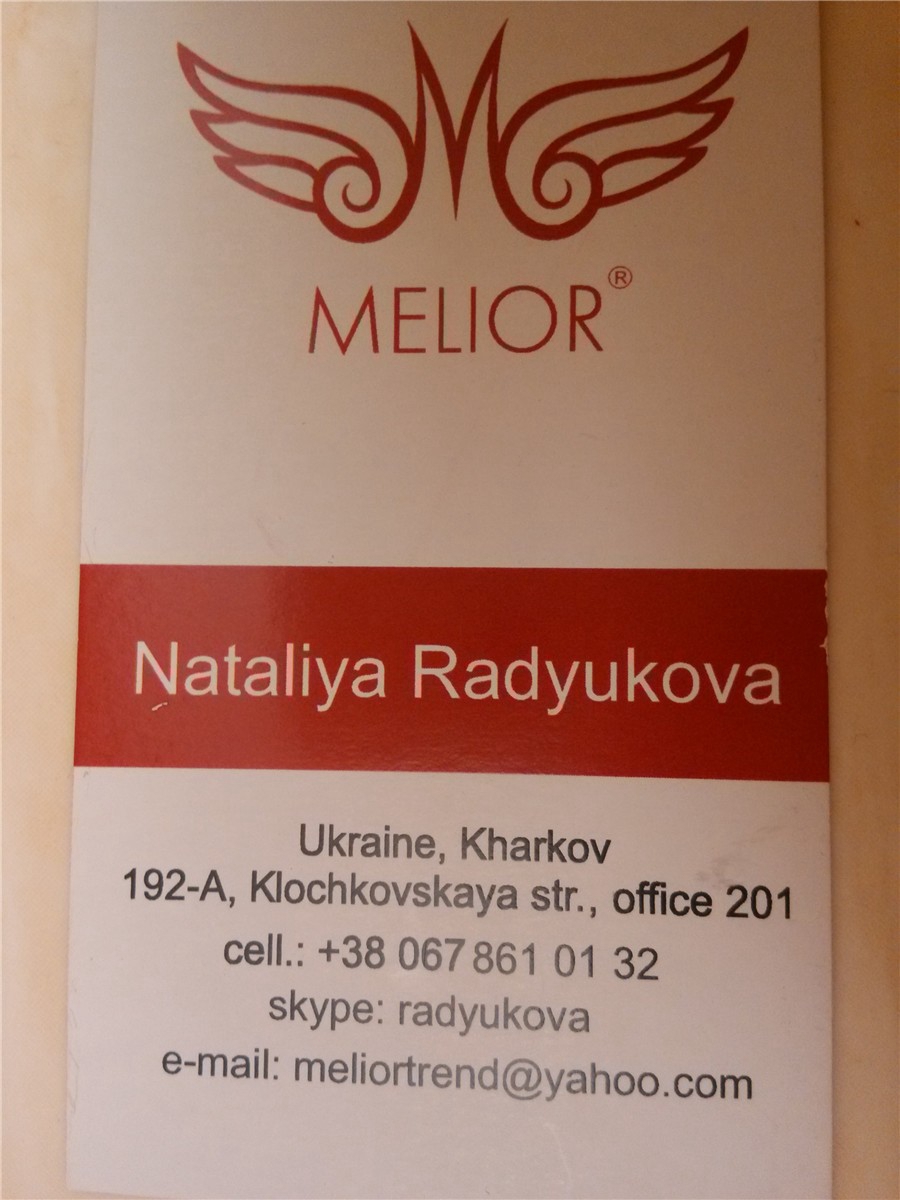 MELIOR®
Nataliya Radyukova
Ukraine, Kharkov
192-A, Klochkovskaya str., office 201
cell.: +38 067 861 01 32
skype: radyukova
e-mail: meliortrend@yahoo.com